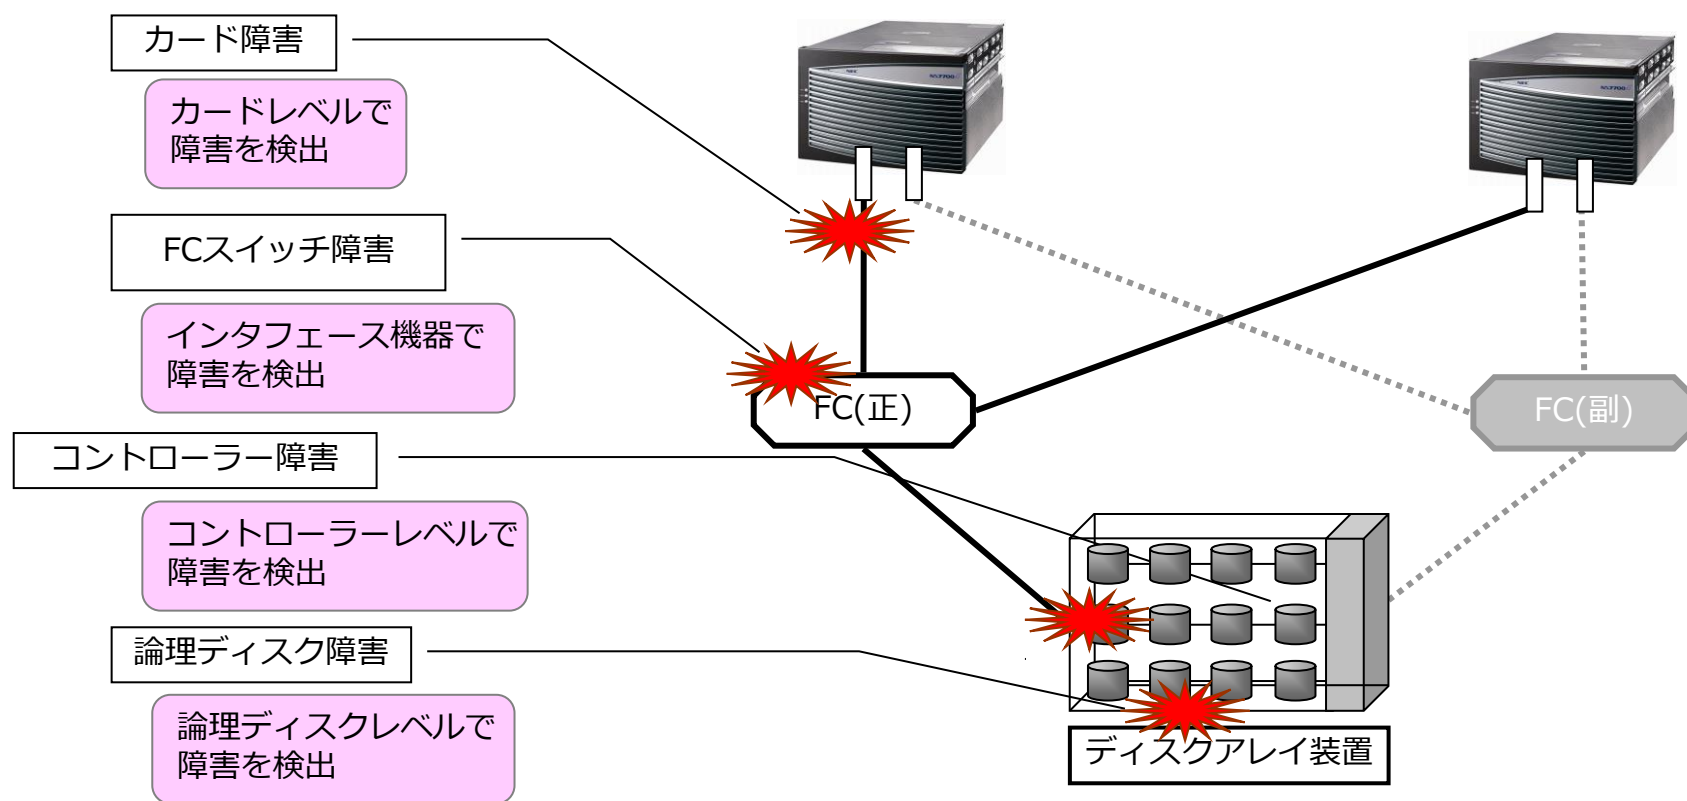 カード障害
カードレベルで
障害を検出
FCスイッチ障害
インタフェース機器で
障害を検出
FC(正)
FC(副)
コントローラー障害
コントローラーレベルで
障害を検出
論理ディスク障害
論理ディスクレベルで
障害を検出
ディスクアレイ装置